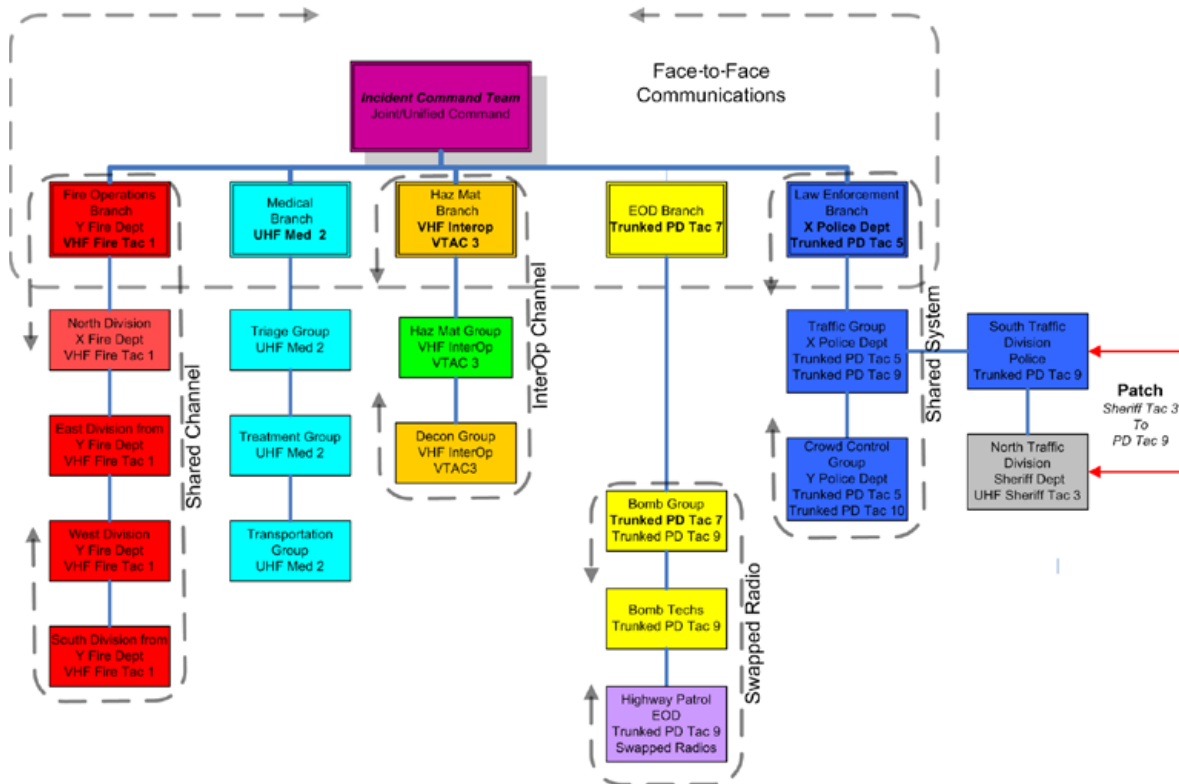 Face-to-Face
Communications
Incident Command Team
Joint/Unified Command
Fire Operations
Branch
Y Fire Dept
VHF Fire Tac 1
Medical
Branch
UHF Med 2
Haz Mat
Branch
VHF Interop
VTAC 3
EOD Branch
Trunked PD Tac 7
Law Enforcement
Branch
X Police Dept
Trunked PD Tac 5
North Division
X Fire Dept
VHF Fire Tac 1
East Division from
Y Fire Dept
VHF Fire Tac 1
West Division
Y Fire Dept
VHF Fire Tac 1
South Division from
Y Fire Dept
VHF Fire Tac 1
Shared Channel
Triage Group
UHF Med 2
Treatment Group
UHF Med 2
Transportation
Group
UHF Med 2
Haz Mat Group
VHF InterOp
VTAC 3
Decon Group
VHF InterOp
VTAC3
InterOp Channel
Bomb Group
Trunked PD Tac 7
Trunked PD Tac 9
Bomb Techs
Trunked PD Tac 9
Highway Patrol
EOD
Trunked PD Tac 9
Swapped Radios
Swapped Radio
Traffic Group
X Police Dept
Trunked PD Tac 5
Trunked PD Tac 9
Crowd Control
Group
Y Police Dept
Trunked PD Tac 5
Trunked PD Tac 10
Shared System
South Traffic
Division
Police
Trunked PD Tac 9
North Traffic
Division
Sheriff Dept
UHF Sheriff Tac 3
Patch
Sheriff Tac 3
To
PD Tac 9